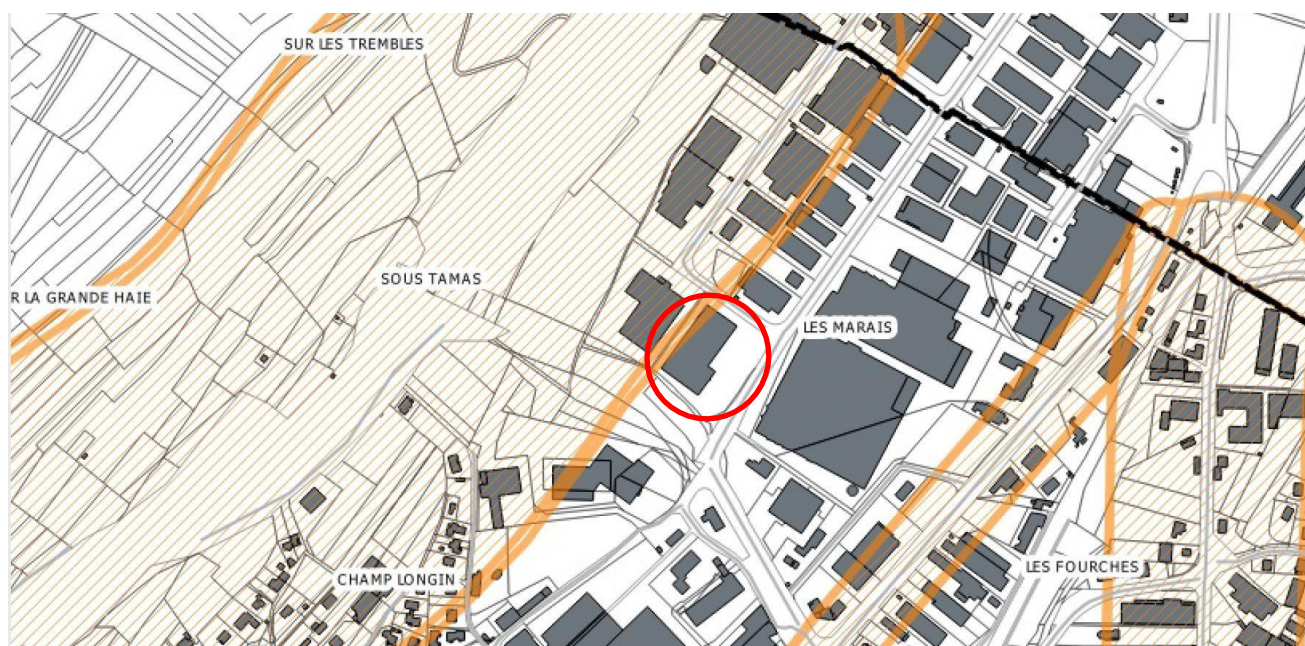 SUR LES TREMBLES
SOUS TAMAS
R LA GRANDE HAIE
LES MARAIS
LES FOURCHES
CHAMP LONGIN